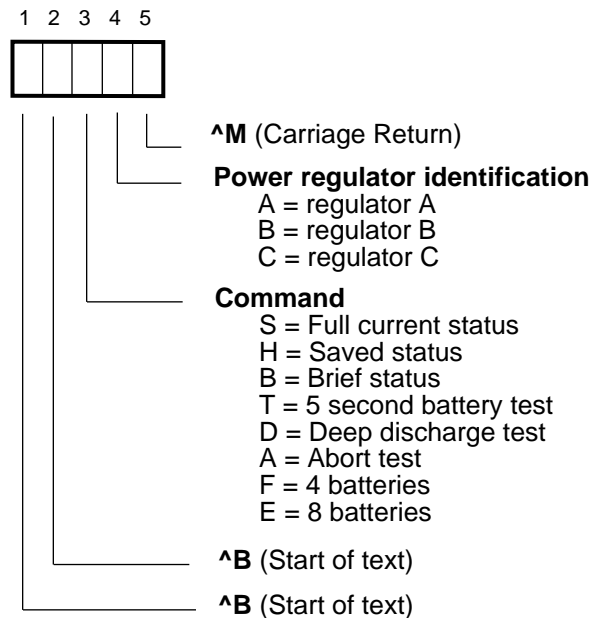 1 2 3 4 5
^M (Carriage Return)
Power regulator identification
A = regulator A
B = regulator B
C = regulator C
Command
S = Full current status
H = Saved status
B = Brief status
T = 5 second battery test
D = Deep discharge test
A = Abort test
F = 4 batteries
E = 8 batteries
^B (Start of text)
^B (Start of text)